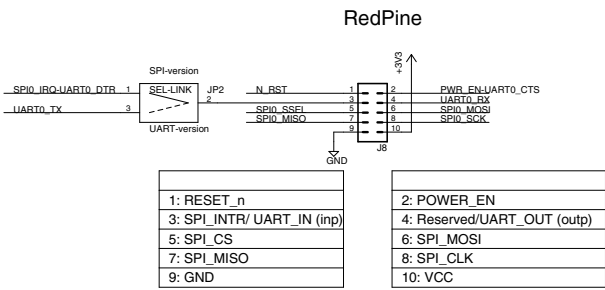 RedPine
+3V3
SPI-version
SPI0_IRQ-UART0_DTR 1 SEL-LINK JP2
2
UART0_TX 3
UART-version
N_RST 1 2 PWR_EN-UART0_CTS
3 4 UART0_RX
SPI0_SSEL 5 6 SPI0_MOSI
SPI0_MISO 7 8 SPI0_SCK
9 10
J8
GND
1: RESET_n 2: POWER_EN
3: SPI_INTR/ UART_IN (inp) 4: Reserved/UART_OUT (outp)
5: SPI_CS 6: SPI_MOSI
7: SPI_MISO 8: SPI_CLK
9: GND 10: VCC